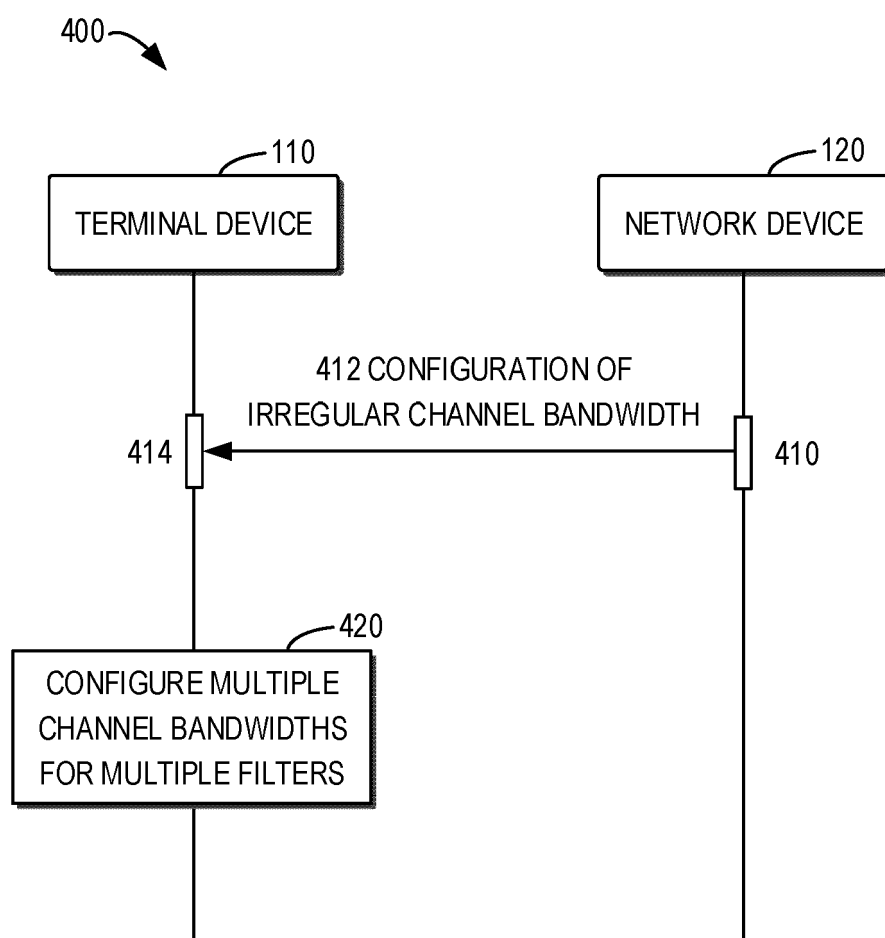 400
110
120
TERMINAL DEVICE
NETWORK DEVICE
412 CONFIGURATION OF
IRREGULAR CHANNEL BANDWIDTH
414
410
420
CONFIGURE MULTIPLE
CHANNEL BANDWIDTHS
FOR MULTIPLE FILTERS